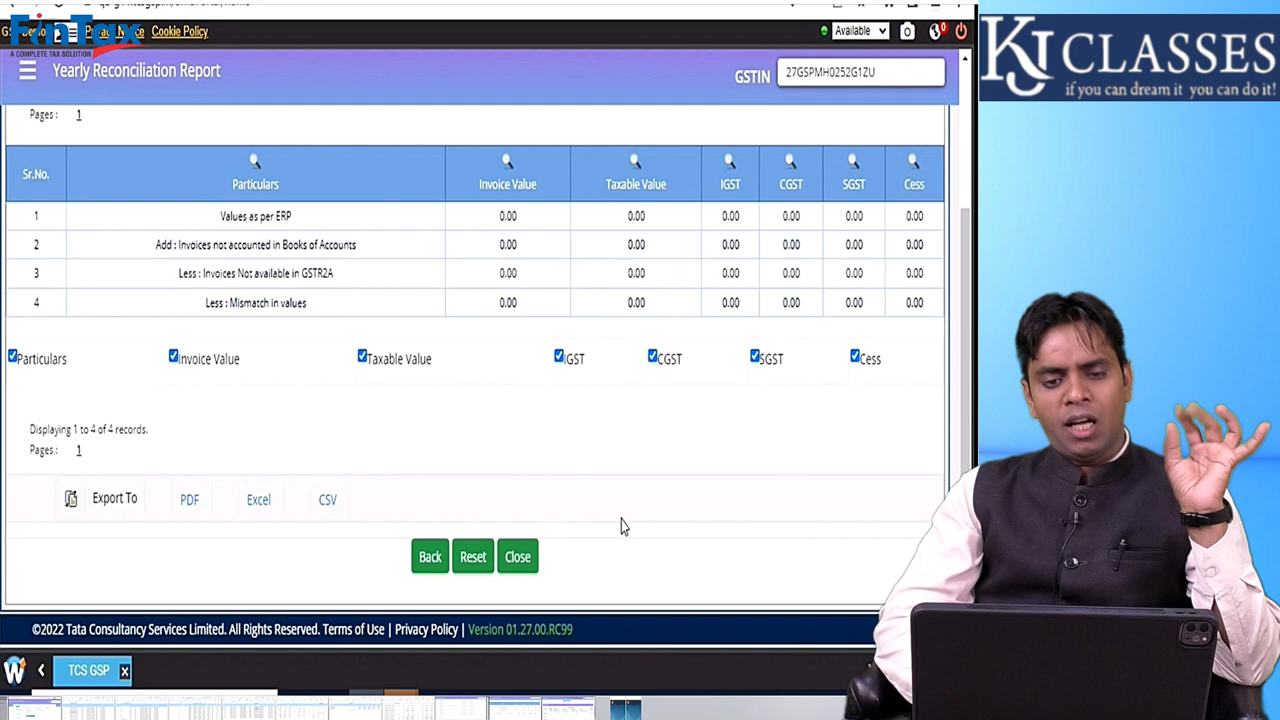 FinTax
A COMPLETE TAX SOLUTION
Cookie Policy
Available
0
Yearly Reconciliation Report
GSTIN
27GSPMH0252G1ZU
KJ CLASSES
if you can dream it you can do it!
Pages : 1
Sr.No. Particulars Invoice Value Taxable Value IGST CGST SGST Cess
1 Values as per ERP 0.00 0.00 0.00 0.00 0.00 0.00
2 Add : Invoices not accounted in Books of Accounts 0.00 0.00 0.00 0.00 0.00 0.00
3 Less : Invoices Not available in GSTR2A 0.00 0.00 0.00 0.00 0.00 0.00
4 Less : Mismatch in values 0.00 0.00 0.00 0.00 0.00 0.00
Particulars Invoice Value Taxable Value IGST CGST SGST Cess
Displaying 1 to 4 of 4 records.
Pages : 1
Export To PDF Excel CSV
Back Reset Close
©2022 Tata Consultancy Services Limited. All Rights Reserved. Terms of Use | Privacy Policy | Version 01.27.00.RC99
W TCS GSP x